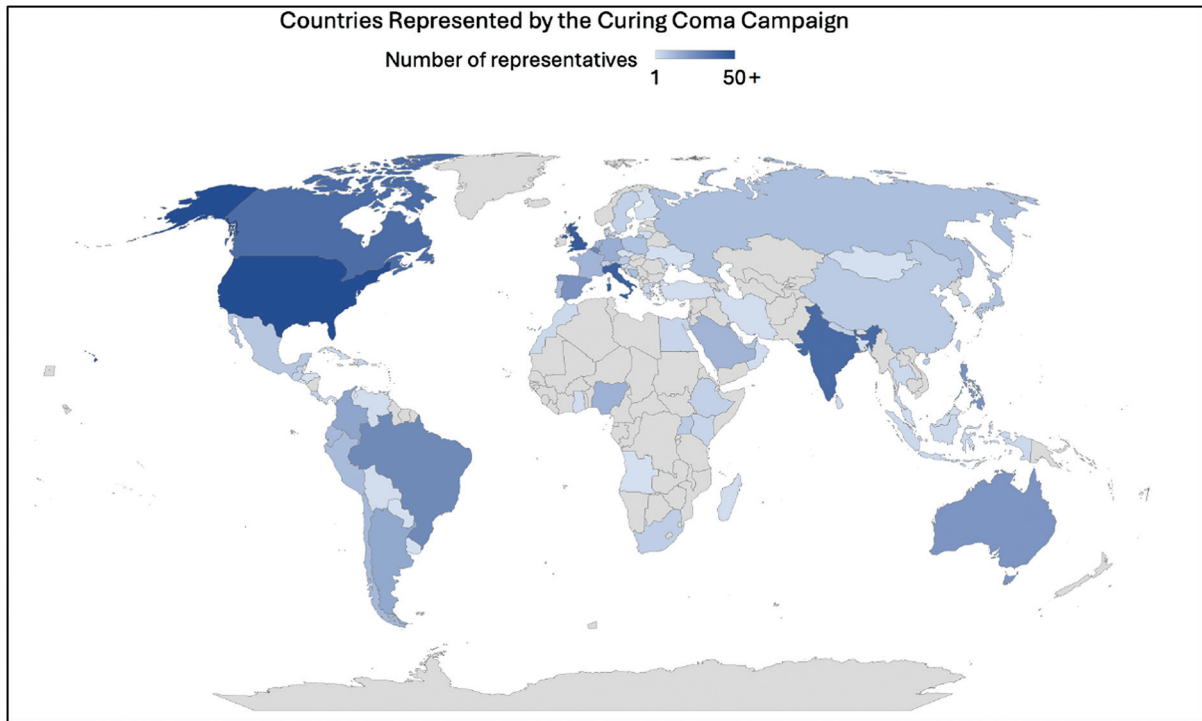 Countries Represented by the Curing Coma Campaign
Number of representatives
1 50+